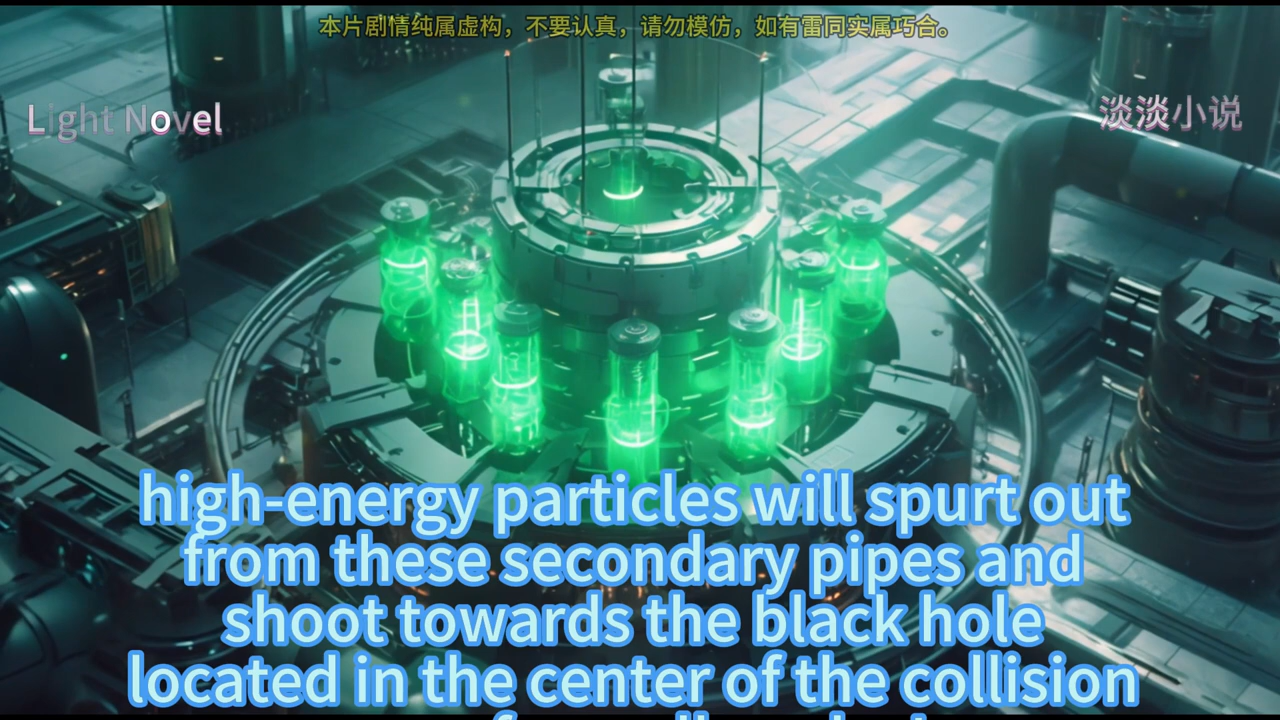 本片剧情纯属虚构，不要认真，请勿模仿，如有雷同实属巧合。
Light Novel
淡淡小说
high-energy particles will spurt out
from these secondary pipes and
shoot towards the black hole
located in the center of the collision